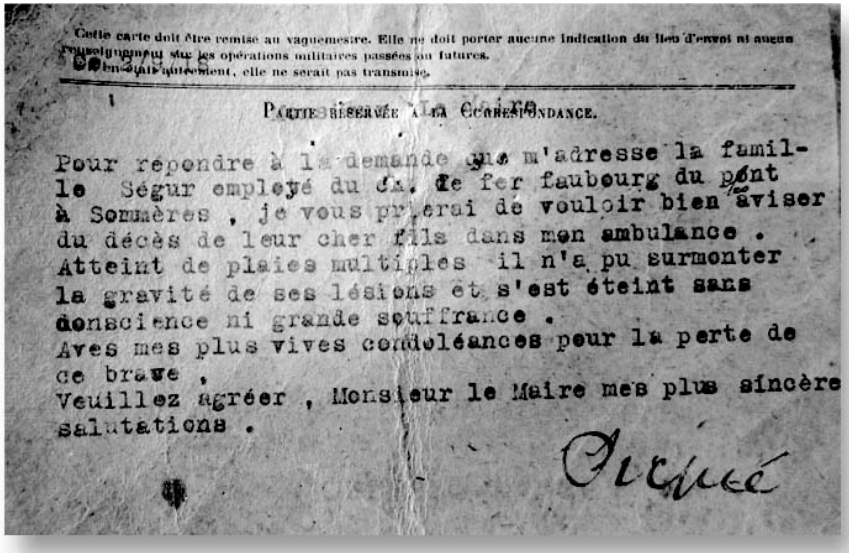 Cette carte doit être remise au vaguemestre. Elle ne doit porter aucune indication du lieu d'envoi ni aucun
renseignement sur les opérations militaires passées ou futures.
S'il en était autrement, elle ne serait pas transmise.
PARTIE RÉSERVÉE A LA CORRESPONDANCE.
Pour répondre à la demande que m'adresse la famil-
le Ségur employé du ch. de fer faubourg du pont
à Sommères , je vous prierai de vouloir bien les aviser
du décès de leur cher fils dans mon ambulance .
Atteint de plaies multiples il n'a pu surmonter
la gravité de ses lésions et s'est éteint sans
donscience ni grande souffrance .
Aves mes plus vives condoléances pour la perte de
ce brave ,
Veuillez agréer , Monsieur le Maire mes plus sincère
salutations .